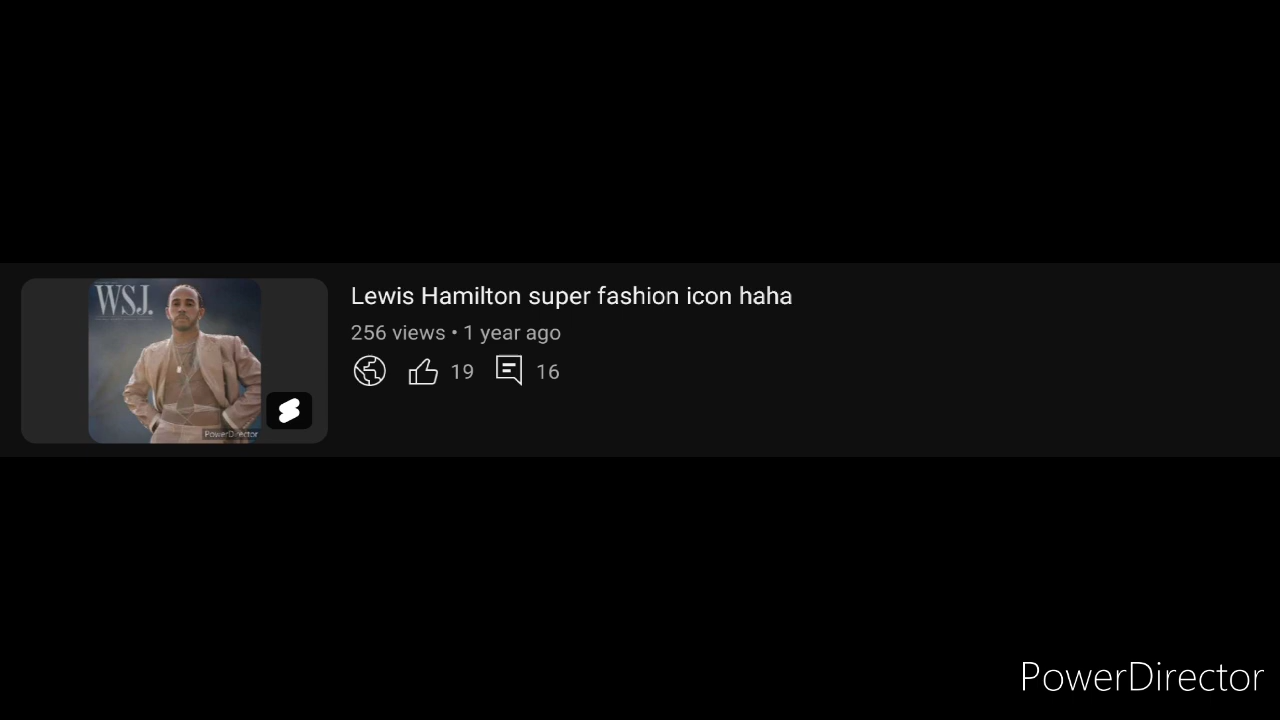 WSJ.
PowerDirector
Lewis Hamilton super fashion icon haha
256 views • 1 year ago
19 16
PowerDirector